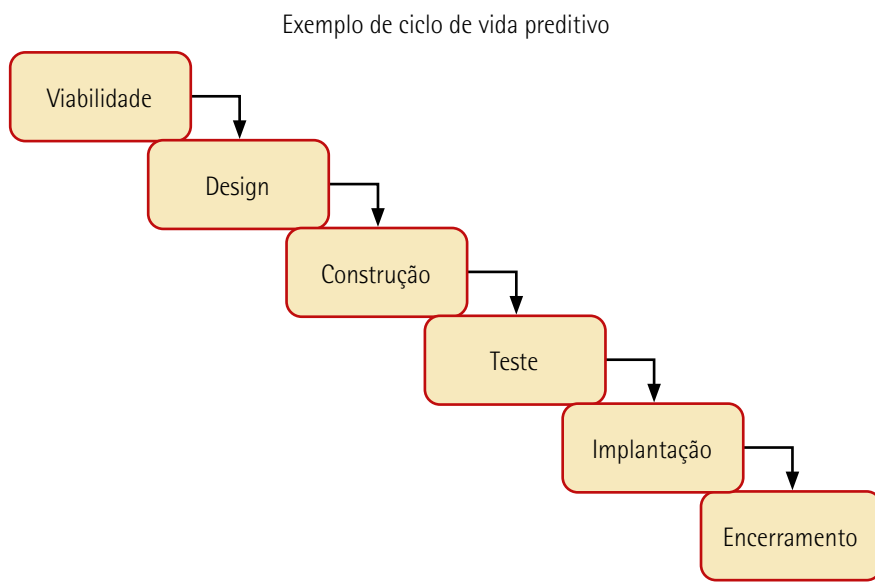 Exemplo de ciclo de vida preditivo
Viabilidade
Design
Construção
Teste
Implantação
Encerramento